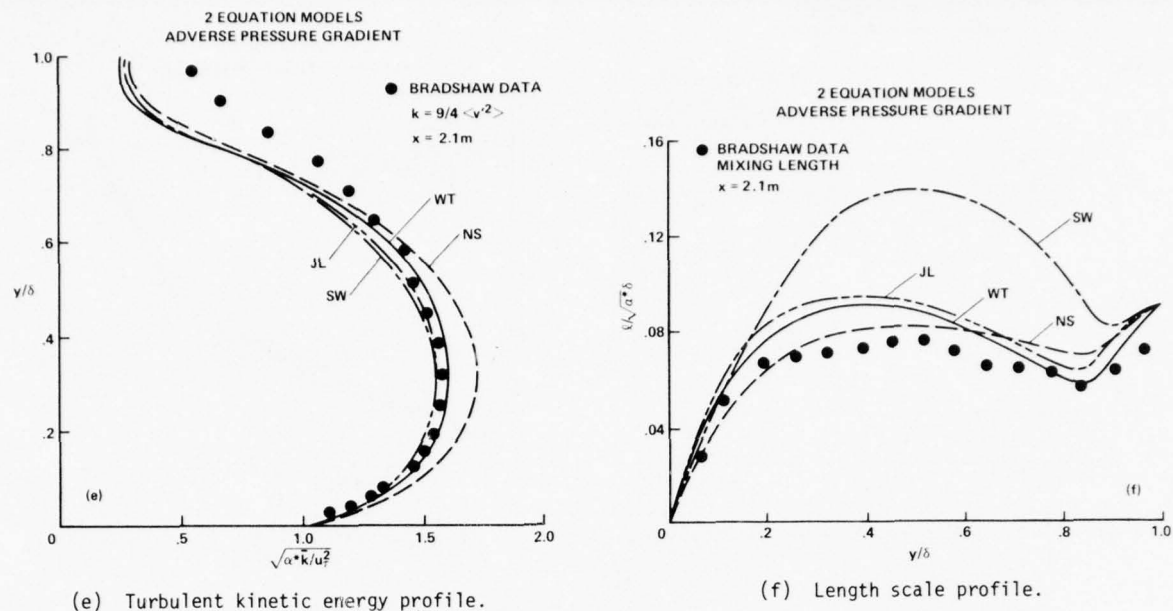 2 EQUATION MODELS
ADVERSE PRESSURE GRADIENT
● BRADSHAW DATA
k = 9/4 <v'²>
x = 2.1m
1.0
.8
.6
y/δ
.4
.2
0
WT
NS
JL
SW
(e)
.5
1.0
1.5
2.0
√α*k̄/u²τ
(e) Turbulent kinetic energy profile.
2 EQUATION MODELS
ADVERSE PRESSURE GRADIENT
● BRADSHAW DATA
MIXING LENGTH
x = 2.1m
.16
.12
.08
.04
0
SW
JL
WT
NS
(f)
.2
.4
.6
.8
1.0
y/δ
(f) Length scale profile.